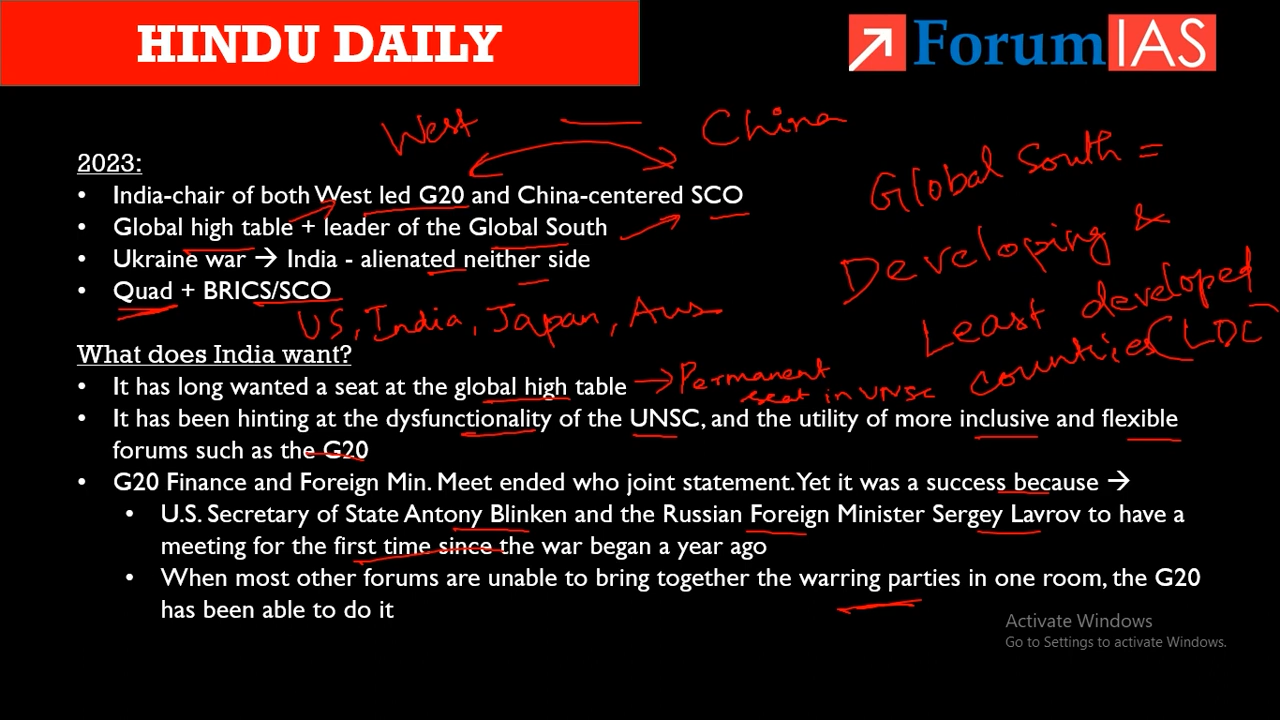 HINDU DAILY
ForumIAS
West — China
Global South =
Developing &
Least developed
countries (LDC
2023:
• India-chair of both West led G20 and China-centered SCO
• Global high table + leader of the Global South
• Ukraine war → India - alienated neither side
• Quad + BRICS/SCO
US, India, Japan, Aus
What does India want?
• It has long wanted a seat at the global high table → Permanent
seat in UNSC
• It has been hinting at the dysfunctionality of the UNSC, and the utility of more inclusive and flexible
forums such as the G20
• G20 Finance and Foreign Min. Meet ended who joint statement. Yet it was a success because →
• U.S. Secretary of State Antony Blinken and the Russian Foreign Minister Sergey Lavrov to have a
meeting for the first time since the war began a year ago
• When most other forums are unable to bring together the warring parties in one room, the G20
has been able to do it
Activate Windows
Go to Settings to activate Windows.